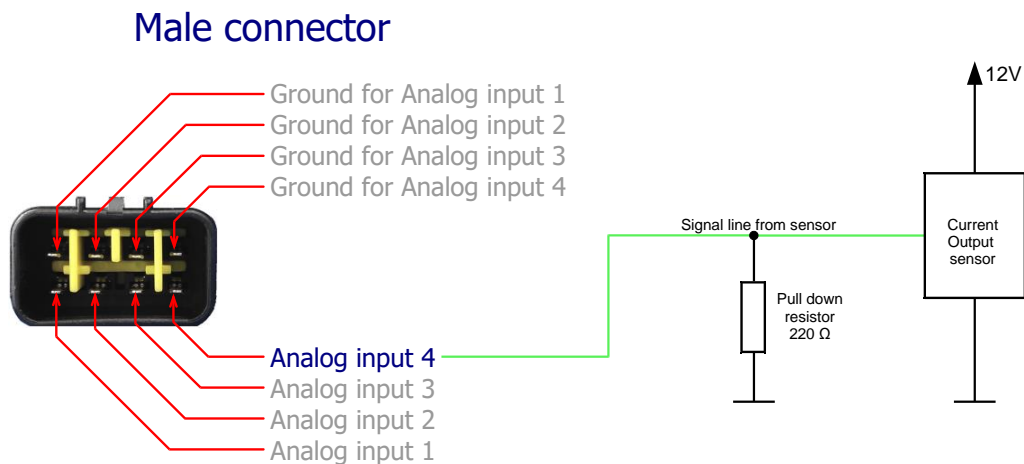 Male connector
Ground for Analog input 1
Ground for Analog input 2
Ground for Analog input 3
Ground for Analog input 4
12V
Signal line from sensor
Current
Output
sensor
Pull down
resistor
220 Ω
Analog input 4
Analog input 3
Analog input 2
Analog input 1